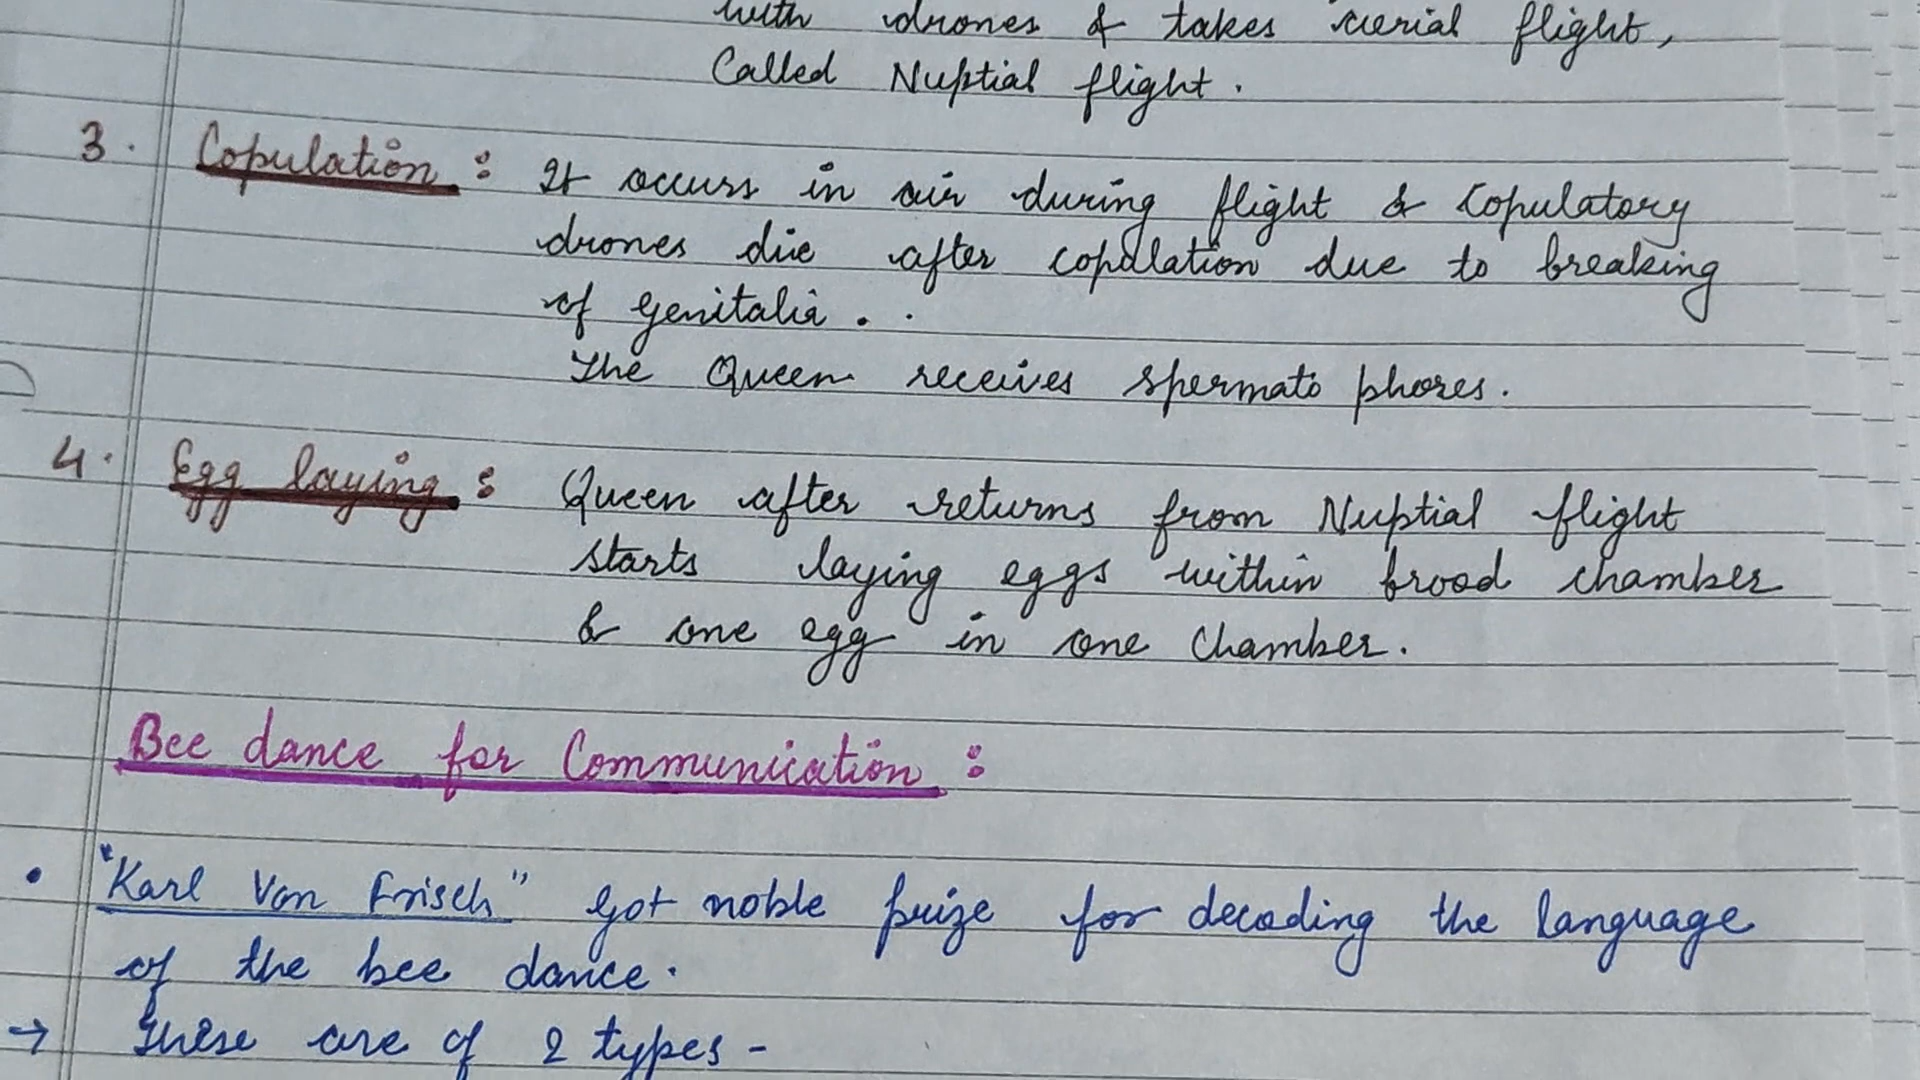 with drones & takes aerial flight,
Called Nuptial flight.
3. Copulation : It occurs in air during flight & Copulatory
drones die after copulation due to breaking
of genitalia.
The Queen receives spermato phores.
4. Egg laying : Queen after returns from Nuptial flight
starts laying eggs within brood chamber
& one egg in one chamber.
Bee dance for Communication :
• "Karl Von Frisch" got noble prize for decoding the language
of the bee dance.
→ These are of 2 types -